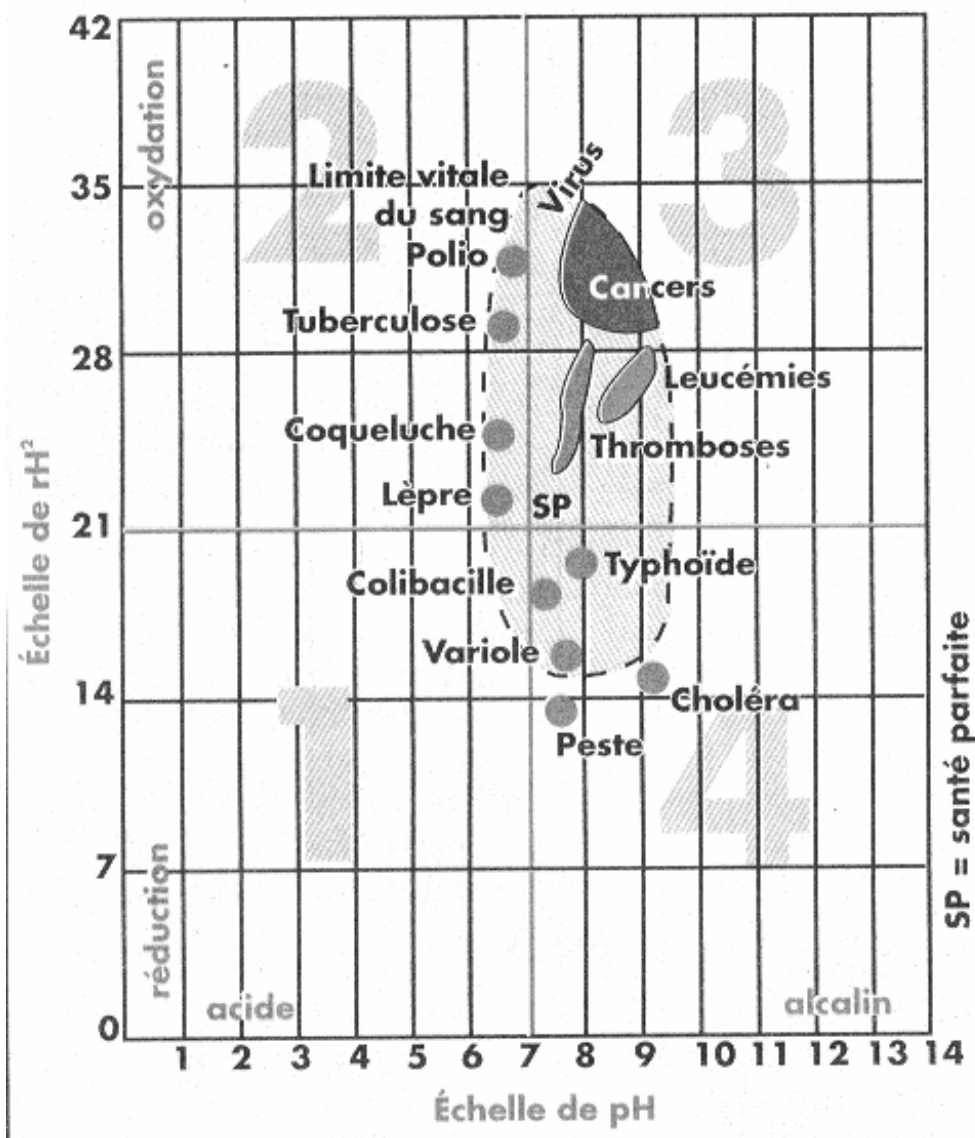 42
oxydation
2
3
Limite vitale
du sang
Virus
35
Polio
Cancers
Tuberculose
28
Leucémies
Coqueluche
Thromboses
Lèpre
SP
21
Typhoïde
Colibacille
Variole
Choléra
14
Peste
1
4
7
réduction
acide
alcalin
0
1 2 3 4 5 6 7 8 9 10 11 12 13 14
Échelle de pH
Échelle de rH²
SP = santé parfaite